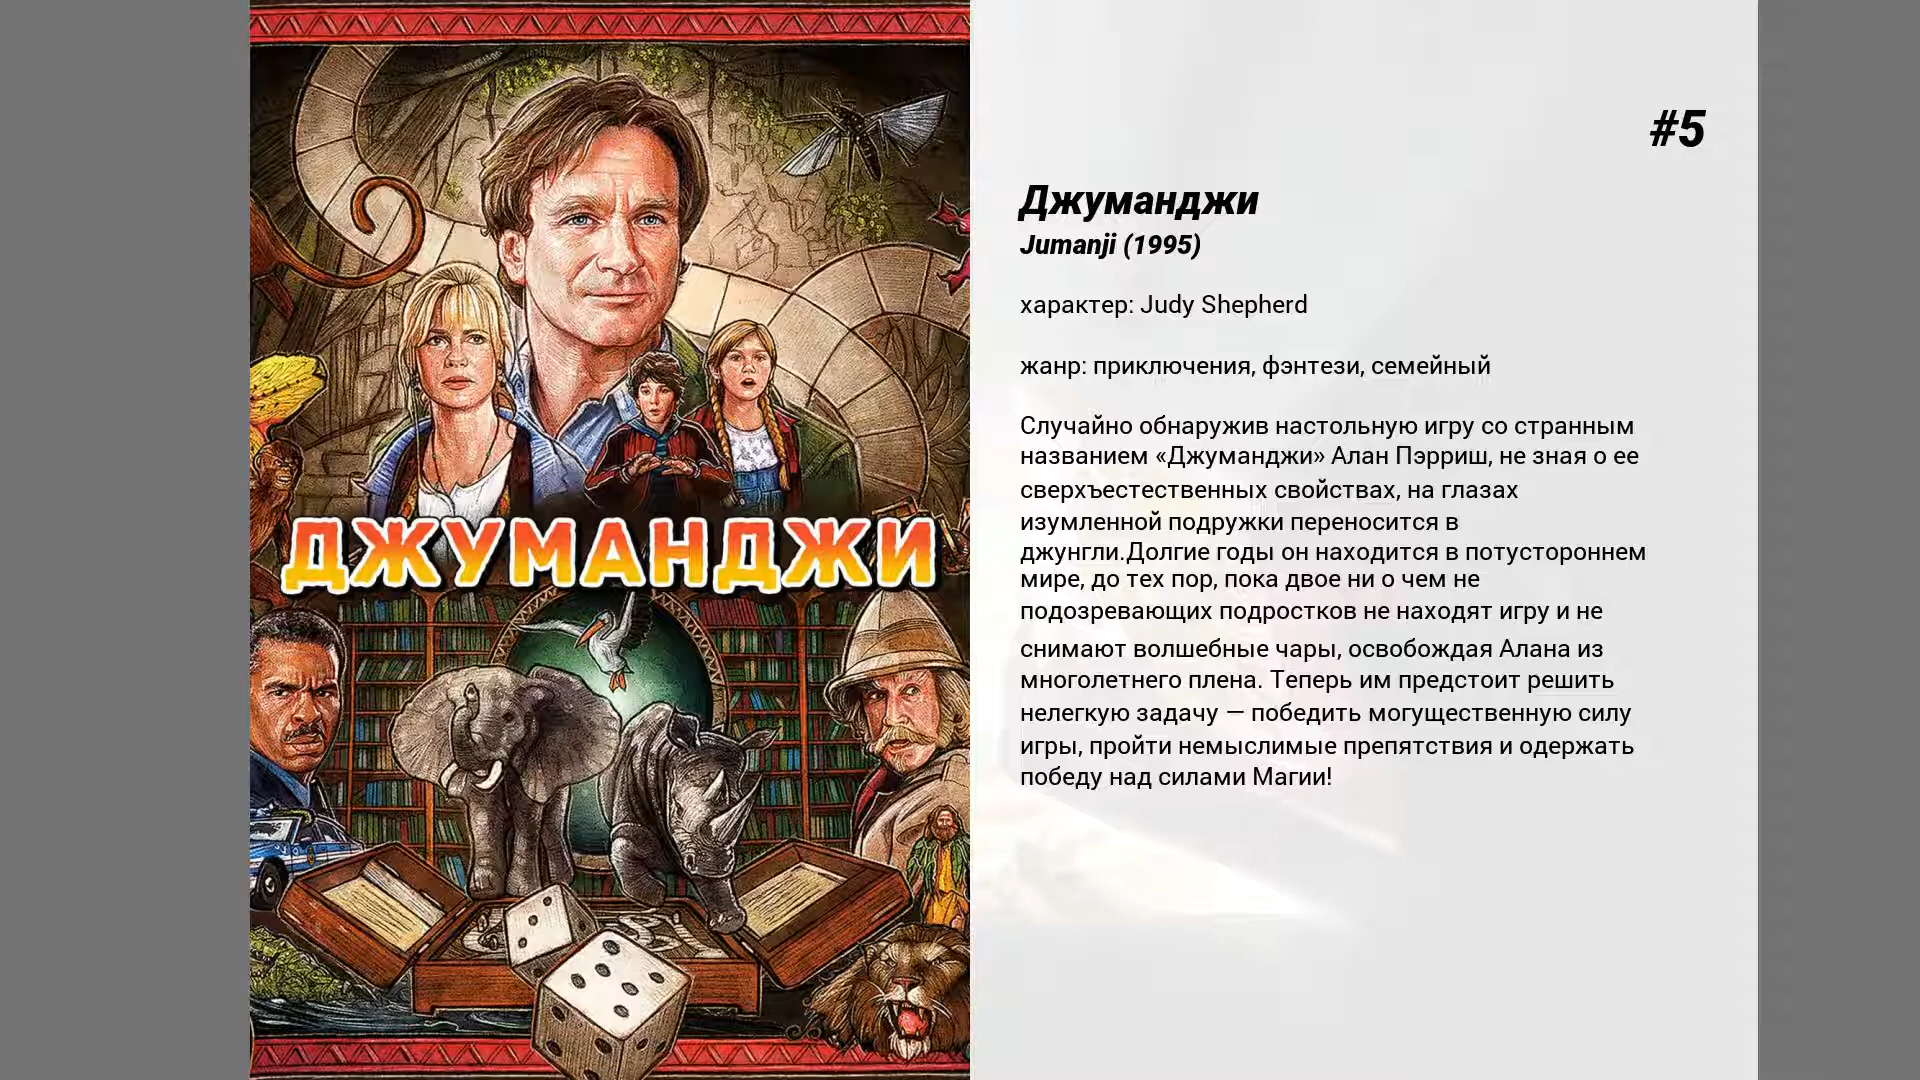 ДЖУМАНДЖИ
#5
Джуманджи
Jumanji (1995)
характер: Judy Shepherd
жанр: приключения, фэнтези, семейный
Случайно обнаружив настольную игру со странным
названием «Джуманджи» Алан Пэрриш, не зная о ее
сверхъестественных свойствах, на глазах
изумленной подружки переносится в
джунгли.Долгие годы он находится в потустороннем
мире, до тех пор, пока двое ни о чем не
подозревающих подростков не находят игру и не
снимают волшебные чары, освобождая Алана из
многолетнего плена. Теперь им предстоит решить
нелегкую задачу — победить могущественную силу
игры, пройти немыслимые препятствия и одержать
победу над силами Магии!